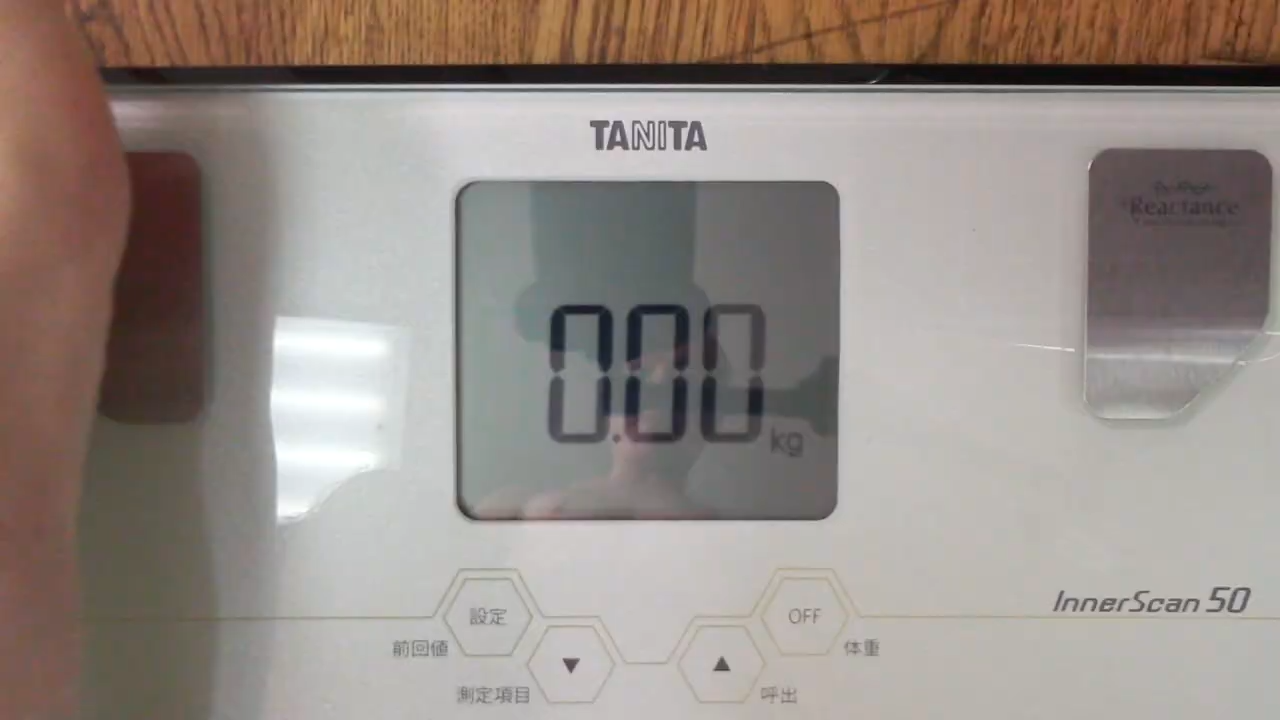 TANITA
Reactance
0.00 kg
InnerScan 50
設定
OFF
前回値
▼
▲
体重
測定項目
呼出